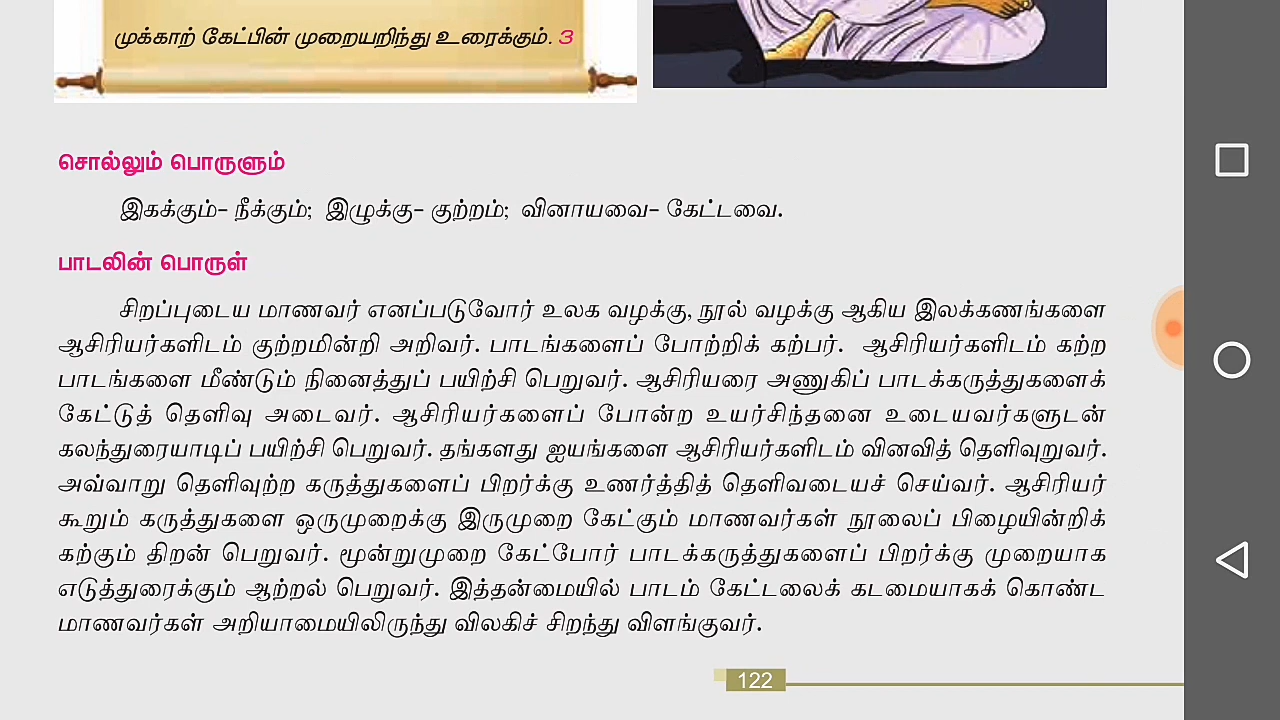 முக்காற் கேட்பின் முறையறிந்து உரைக்கும். 3
சொல்லும் பொருளும்
இகக்கும்– நீக்கும்; இழுக்கு– குற்றம்; வினாயவை– கேட்டவை.
பாடலின் பொருள்
சிறப்புடைய மாணவர் எனப்படுவோர் உலக வழக்கு, நூல் வழக்கு ஆகிய இலக்கணங்களை
ஆசிரியர்களிடம் குற்றமின்றி அறிவர். பாடங்களைப் போற்றிக் கற்பர். ஆசிரியர்களிடம் கற்ற
பாடங்களை மீண்டும் நினைத்துப் பயிற்சி பெறுவர். ஆசிரியரை அணுகிப் பாடக்கருத்துகளைக்
கேட்டுத் தெளிவு அடைவர். ஆசிரியர்களைப் போன்ற உயர்சிந்தனை உடையவர்களுடன்
கலந்துரையாடிப் பயிற்சி பெறுவர். தங்களது ஐயங்களை ஆசிரியர்களிடம் வினவித் தெளிவுறுவர்.
அவ்வாறு தெளிவுற்ற கருத்துகளைப் பிறர்க்கு உணர்த்தித் தெளிவடையச் செய்வர். ஆசிரியர்
கூறும் கருத்துகளை ஒருமுறைக்கு இருமுறை கேட்கும் மாணவர்கள் நூலைப் பிழையின்றிக்
கற்கும் திறன் பெறுவர். மூன்றுமுறை கேட்போர் பாடக்கருத்துகளைப் பிறர்க்கு முறையாக
எடுத்துரைக்கும் ஆற்றல் பெறுவர். இத்தன்மையில் பாடம் கேட்டலைக் கடமையாகக் கொண்ட
மாணவர்கள் அறியாமையிலிருந்து விலகிச் சிறந்து விளங்குவர்.
122